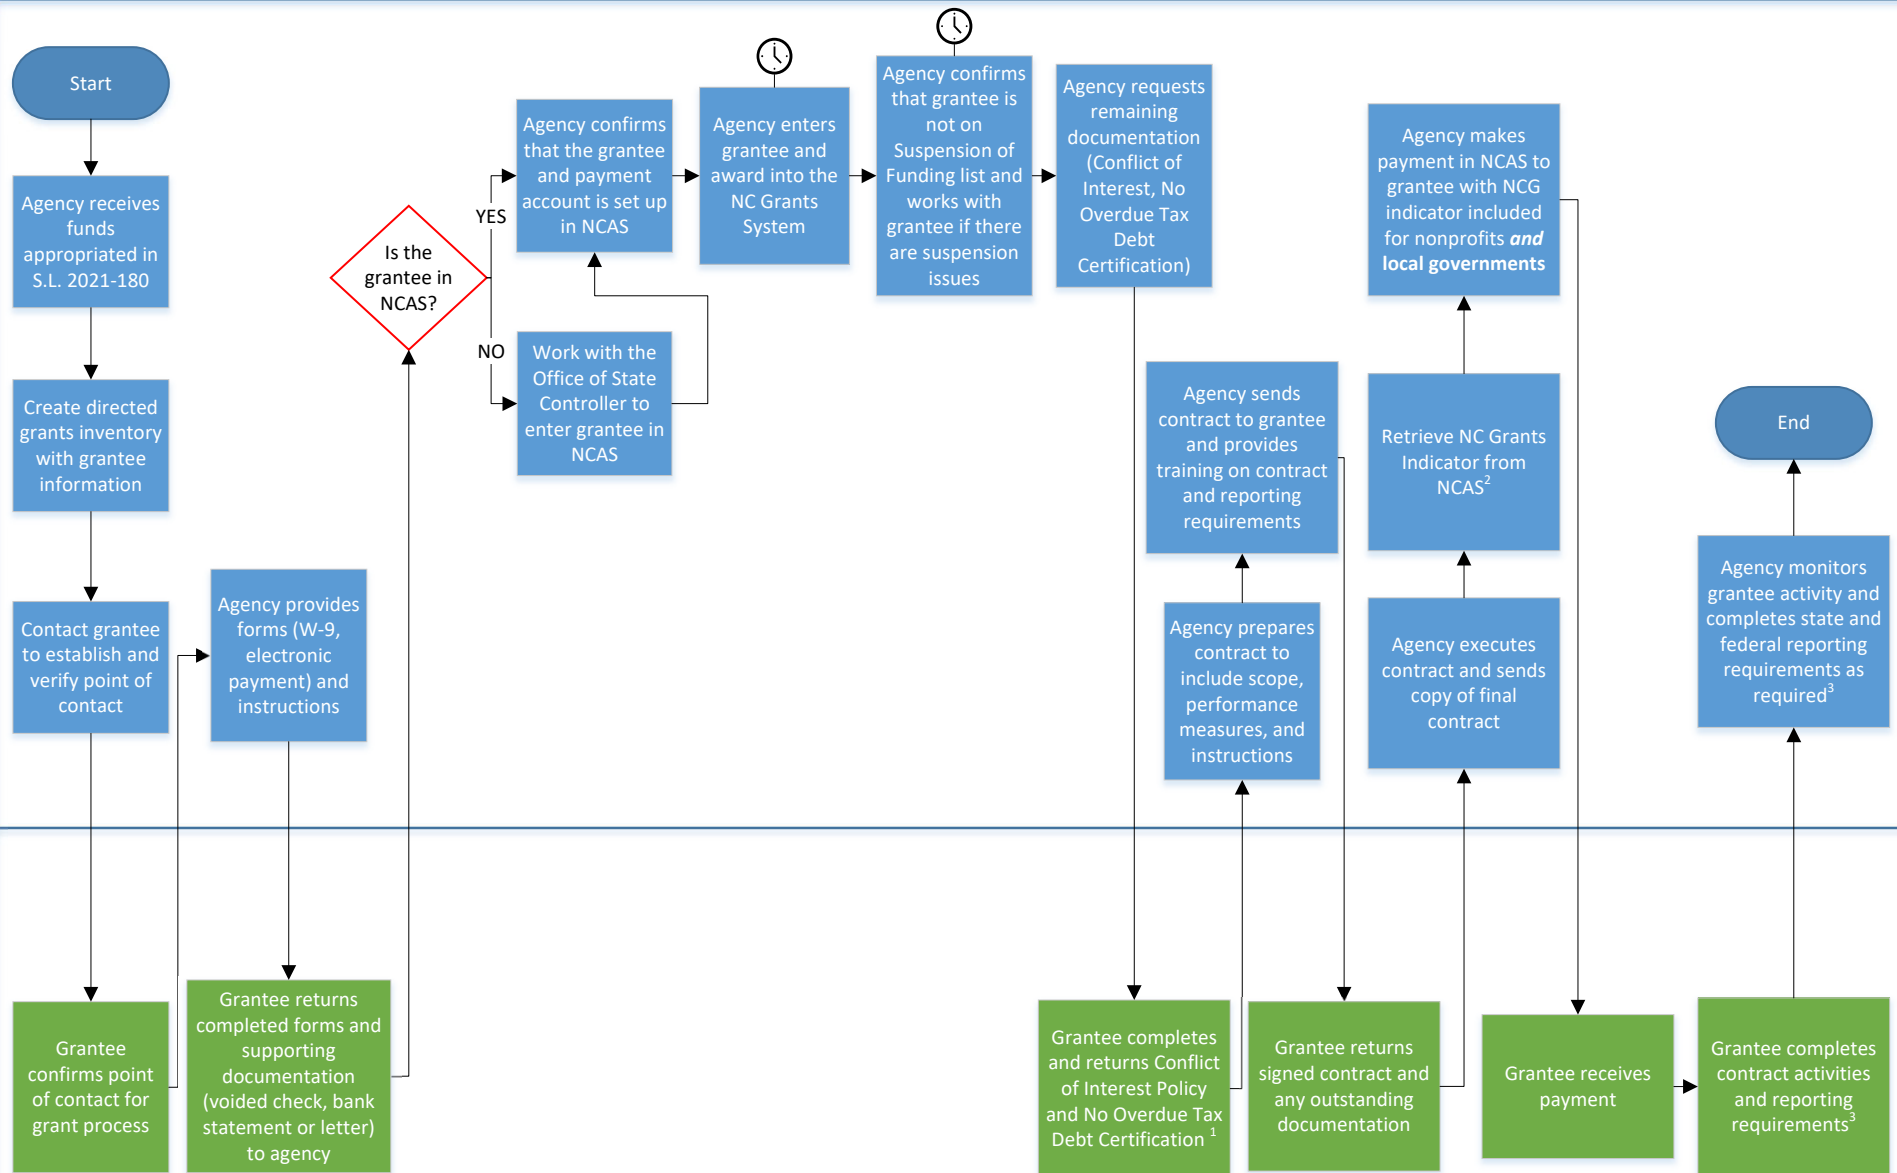 Start
Agency receives
funds
appropriated in
S.L. 2021-180
Create directed
grants inventory
with grantee
information
Contact grantee
to establish and
verify point of
contact
Grantee
confirms point
of contact for
grant process
Agency provides
forms (W-9,
electronic
payment) and
instructions
Grantee returns
completed forms and
supporting
documentation
(voided check, bank
statement or letter)
to agency
Is the
grantee in
NCAS?
YES
NO
Agency confirms
that the grantee
and payment
account is set up
in NCAS
Work with the
Office of State
Controller to
enter grantee in
NCAS
Agency enters
grantee and
award into the
NC Grants
System
Agency confirms
that grantee is
not on
Suspension of
Funding list and
works with
grantee if there
are suspension
issues
Agency requests
remaining
documentation
(Conflict of
Interest, No
Overdue Tax
Debt
Certification)
Grantee completes
and returns Conflict
of Interest Policy
and No Overdue Tax
Debt Certification 1
Agency prepares
contract to
include scope,
performance
measures, and
instructions
Agency sends
contract to grantee
and provides
training on contract
and reporting
requirements
Grantee returns
signed contract and
any outstanding
documentation
Agency executes
contract and sends
copy of final
contract
Retrieve NC Grants
Indicator from
NCAS2
Agency makes
payment in NCAS to
grantee with NCG
indicator included
for nonprofits and
local governments
Grantee receives
payment
Grantee completes
contract activities
and reporting
requirements3
Agency monitors
grantee activity and
completes state and
federal reporting
requirements as
required3
End